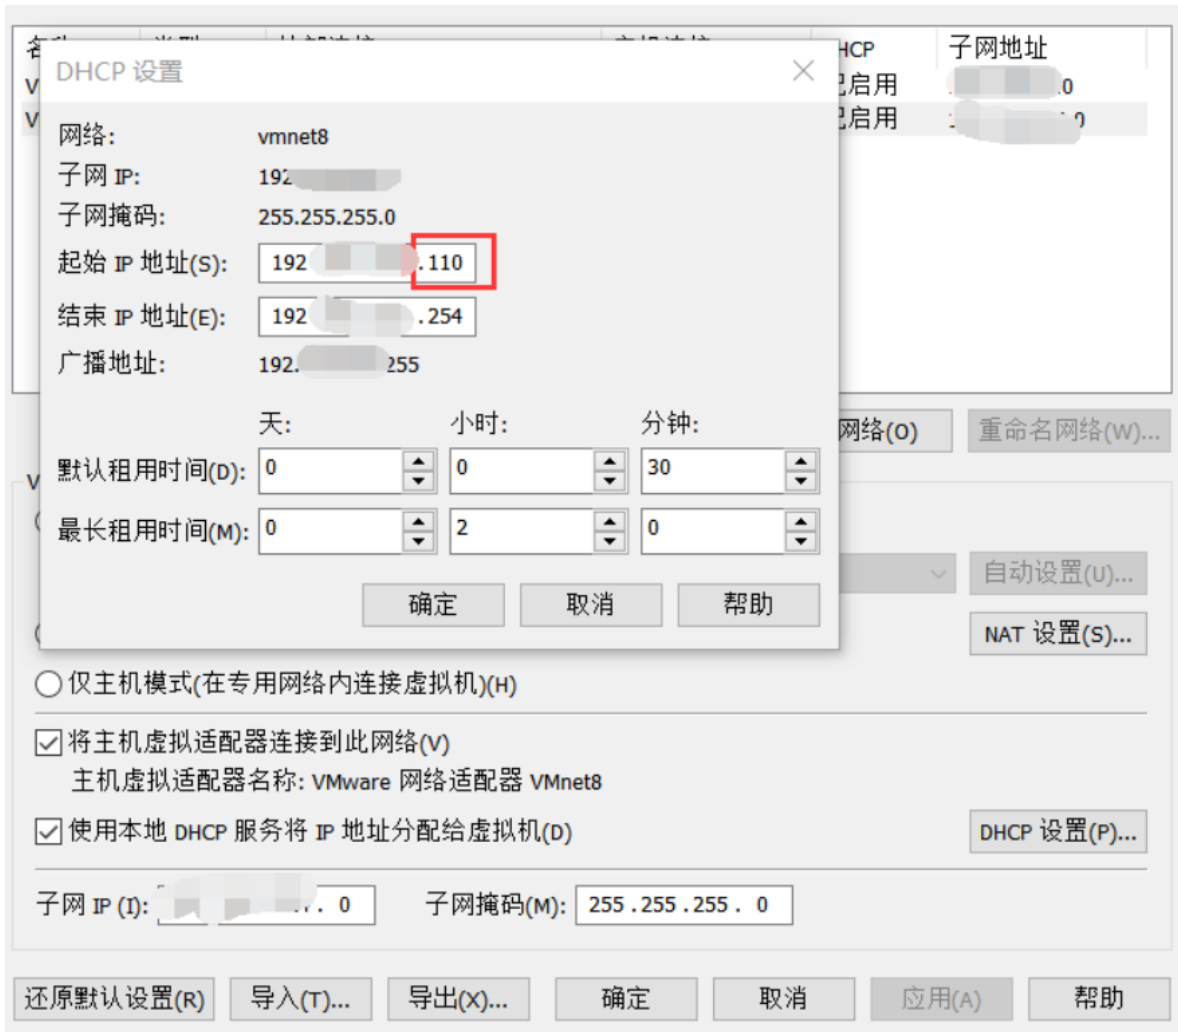 HCP 子网地址
启用 .0
启用 .0
DHCP 设置
网络: vmnet8
子网 IP: 192
子网掩码: 255.255.255.0
起始 IP 地址(S): 192 .110
结束 IP 地址(E): 192 .254
广播地址: 192. 255
天: 小时: 分钟:
默认租用时间(D): 0 0 30
最长租用时间(M): 0 2 0
确定 取消 帮助
网络(O) 重命名网络(W)...
自动设置(U)...
NAT 设置(S)...
仅主机模式(在专用网络内连接虚拟机)(H)
将主机虚拟适配器连接到此网络(V)
主机虚拟适配器名称: VMware 网络适配器 VMnet8
使用本地 DHCP 服务将 IP 地址分配给虚拟机(D) DHCP 设置(P)...
子网 IP (I): . 0 子网掩码(M): 255 .255 .255 . 0
还原默认设置(R) 导入(T)... 导出(X)... 确定 取消 应用(A) 帮助